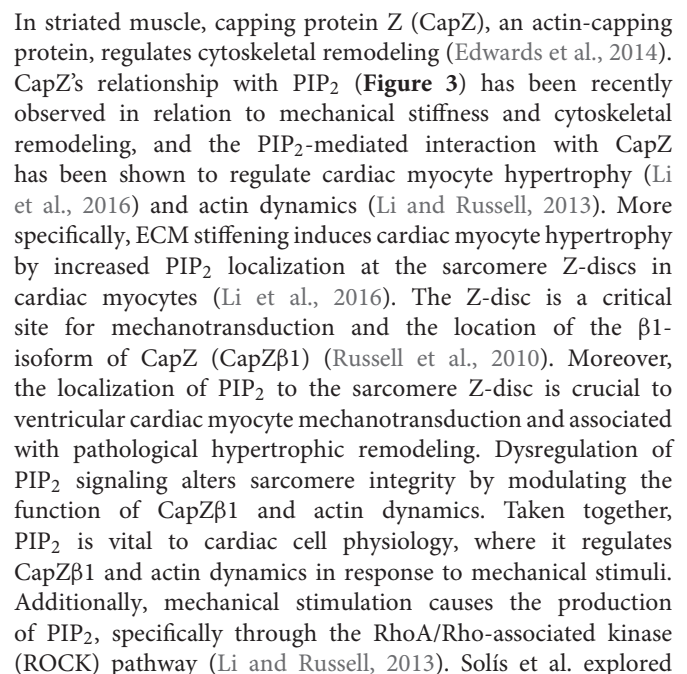 In striated muscle, capping protein Z (CapZ), an actin-capping
protein, regulates cytoskeletal remodeling (Edwards et al., 2014).
CapZ's relationship with PIP₂ (Figure 3) has been recently
observed in relation to mechanical stiffness and cytoskeletal
remodeling, and the PIP₂-mediated interaction with CapZ
has been shown to regulate cardiac myocyte hypertrophy (Li
et al., 2016) and actin dynamics (Li and Russell, 2013). More
specifically, ECM stiffening induces cardiac myocyte hypertrophy
by increased PIP₂ localization at the sarcomere Z-discs in
cardiac myocytes (Li et al., 2016). The Z-disc is a critical
site for mechanotransduction and the location of the β1-
isoform of CapZ (CapZβ1) (Russell et al., 2010). Moreover,
the localization of PIP₂ to the sarcomere Z-disc is crucial to
ventricular cardiac myocyte mechanotransduction and associated
with pathological hypertrophic remodeling. Dysregulation of
PIP₂ signaling alters sarcomere integrity by modulating the
function of CapZβ1 and actin dynamics. Taken together,
PIP₂ is vital to cardiac cell physiology, where it regulates
CapZβ1 and actin dynamics in response to mechanical stimuli.
Additionally, mechanical stimulation causes the production
of PIP₂, specifically through the RhoA/Rho-associated kinase
(ROCK) pathway (Li and Russell, 2013). Solís et al. explored